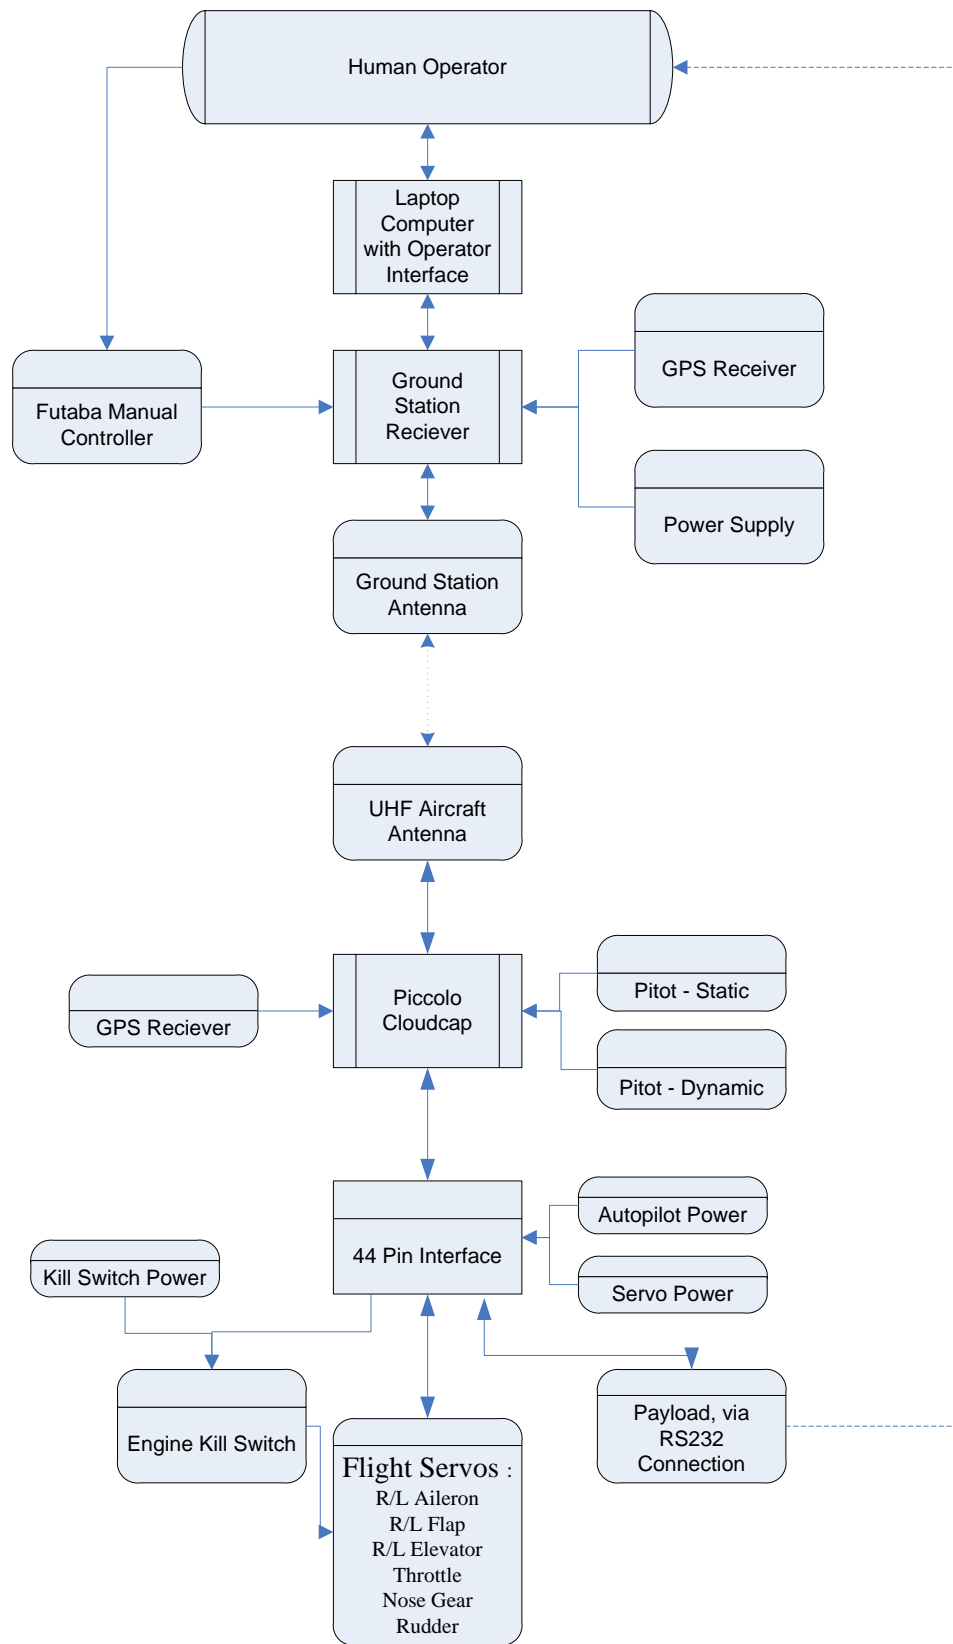 Human Operator
Laptop
Computer
with Operator
Interface
GPS Receiver
Futaba Manual
Controller
Ground
Station
Reciever
Power Supply
Ground Station
Antenna
UHF Aircraft
Antenna
Pitot - Static
GPS Reciever
Piccolo
Cloudcap
Pitot - Dynamic
Autopilot Power
44 Pin Interface
Kill Switch Power
Servo Power
Engine Kill Switch
Payload, via
RS232
Connection
Flight Servos :
R/L Aileron
R/L Flap
R/L Elevator
Throttle
Nose Gear
Rudder